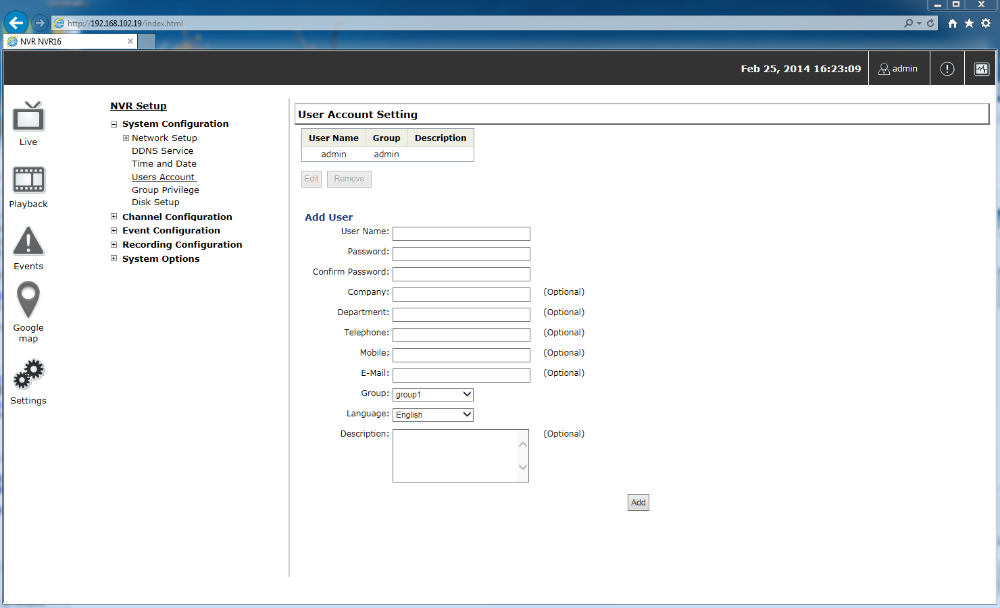 http://192.168.102.19/index.html
NVR NVR16
Feb 25, 2014 16:23:09
admin
Live
Playback
Events
Google
map
Settings
NVR Setup
System Configuration
Network Setup
DDNS Service
Time and Date
Users Account
Group Privilege
Disk Setup
Channel Configuration
Event Configuration
Recording Configuration
System Options
User Account Setting
User Name Group Description
admin admin
Edit Remove
Add User
User Name:
Password:
Confirm Password:
Company: (Optional)
Department: (Optional)
Telephone: (Optional)
Mobile: (Optional)
E-Mail: (Optional)
Group: group1
Language: English
Description: (Optional)
Add